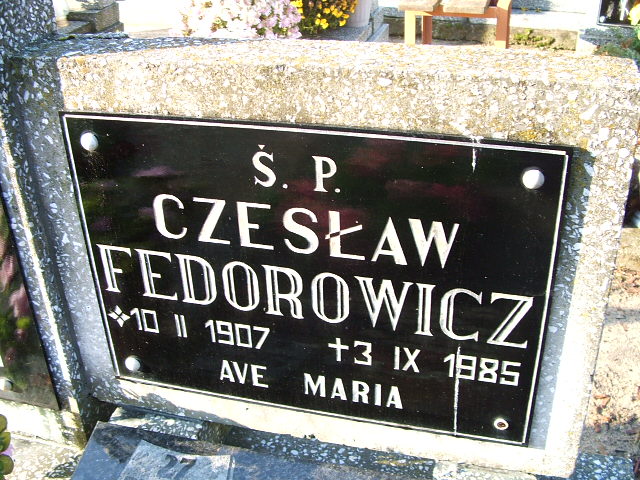 Ś. P.
CZESŁAW
FEDOROWICZ
10 II 1907 +3 IX 1985
AVE MARIA